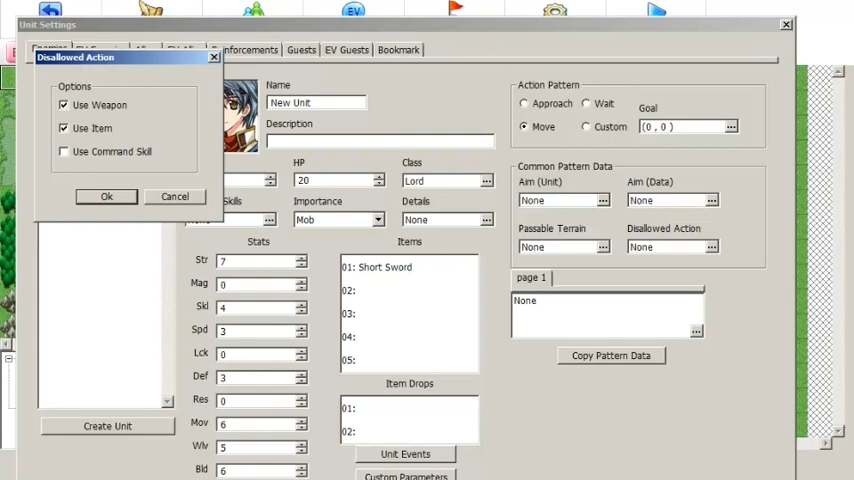 EV
Unit Settings
Reinforcements
Guests
EV Guests
Bookmark
Disallowed Action
Options
Use Weapon
Use Item
Use Command Skil
Ok
Cancel
Create Unit
Name
New Unit
Description
HP
20
Class
Lord
Skills
Importance
Mob
Details
None
Stats
Str 7
Mag 0
Skl 4
Spd 3
Lck 0
Def 3
Res 0
Mov 6
Wlv 5
Bld 6
Items
01: Short Sword
02:
03:
04:
05:
Item Drops
01:
02:
Unit Events
Custom Parameters
Action Pattern
Approach
Wait
Move
Custom
Goal
(0 , 0 )
Common Pattern Data
Aim (Unit)
None
Aim (Data)
None
Passable Terrain
None
Disallowed Action
None
page 1
None
Copy Pattern Data